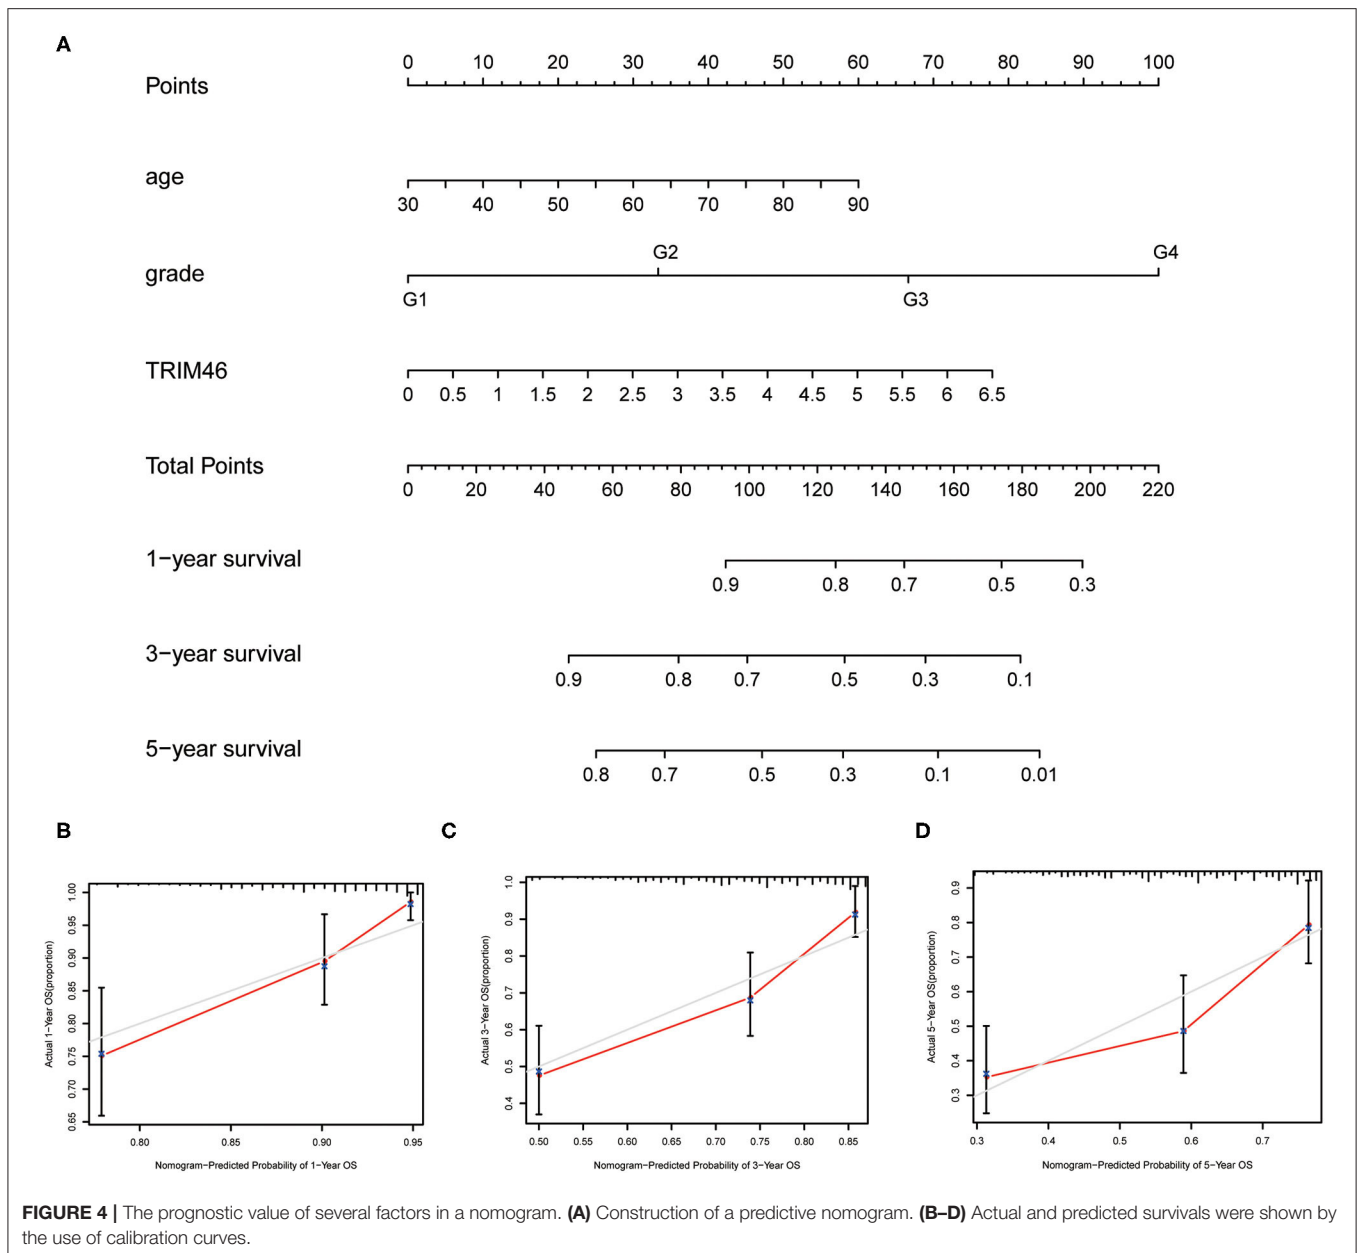 A
0 10 20 30 40 50 60 70 80 90 100
Points
age
30 40 50 60 70 80 90
G2 G4
grade
G1 G3
TRIM46
0 0.5 1 1.5 2 2.5 3 3.5 4 4.5 5 5.5 6 6.5
Total Points
0 20 40 60 80 100 120 140 160 180 200 220
1−year survival
0.9 0.8 0.7 0.5 0.3
3−year survival
0.9 0.8 0.7 0.5 0.3 0.1
5−year survival
0.8 0.7 0.5 0.3 0.1 0.01
B
Actual 1−Year OS(proportion)
1.00
0.95
0.90
0.85
0.80
0.75
0.70
0.65
0.80 0.85 0.90 0.95
Nomogram−Predicted Probability of 1−Year OS
C
Actual 3−Year OS(proportion)
1.0
0.9
0.8
0.7
0.6
0.5
0.4
0.50 0.55 0.60 0.65 0.70 0.75 0.80 0.85
Nomogram−Predicted Probability of 3−Year OS
D
Actual 5−Year OS(proportion)
0.9
0.8
0.7
0.6
0.5
0.4
0.3
0.3 0.4 0.5 0.6 0.7
Nomogram−Predicted Probability of 5−Year OS
FIGURE 4 | The prognostic value of several factors in a nomogram. (A) Construction of a predictive nomogram. (B–D) Actual and predicted survivals were shown by
the use of calibration curves.